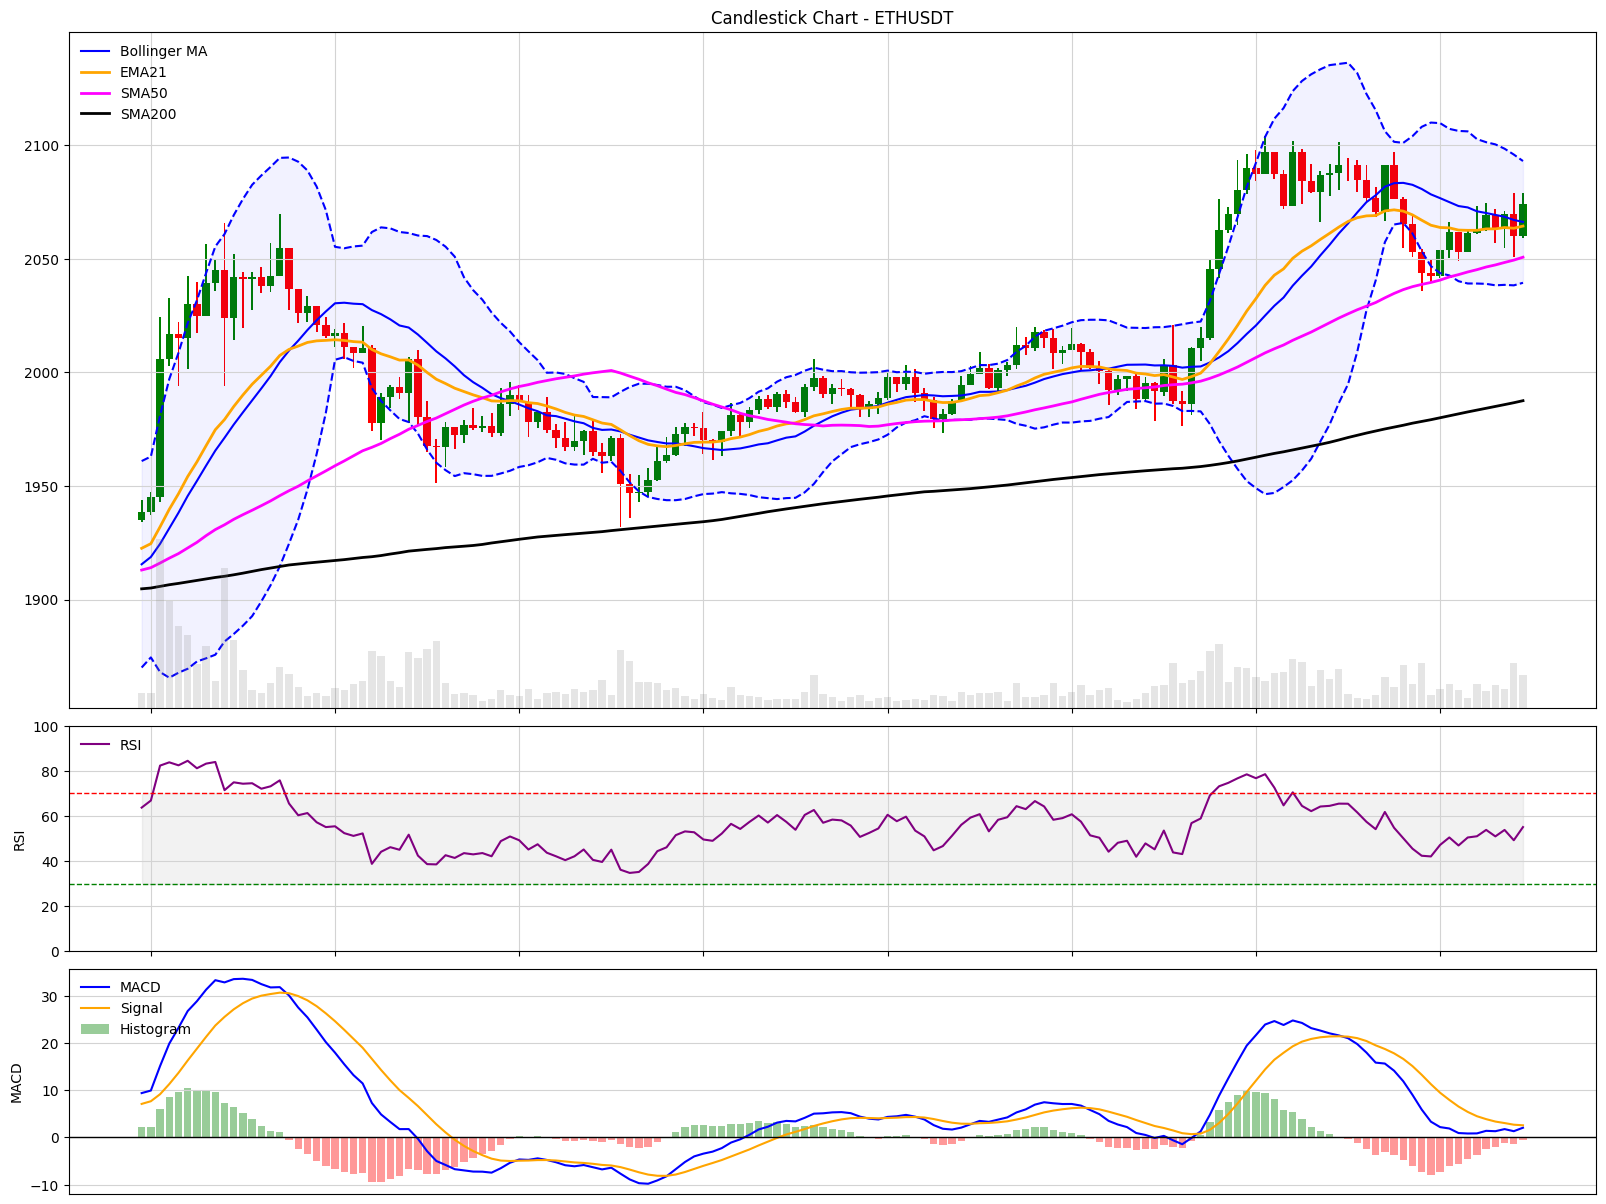 Candlestick Chart - ETHUSDT
Bollinger MA
EMA21
SMA50
SMA200
2100
2050
2000
1950
1900
RSI
100
80
60
40
20
0
RSI
MACD
Signal
Histogram
30
20
10
0
−10
MACD